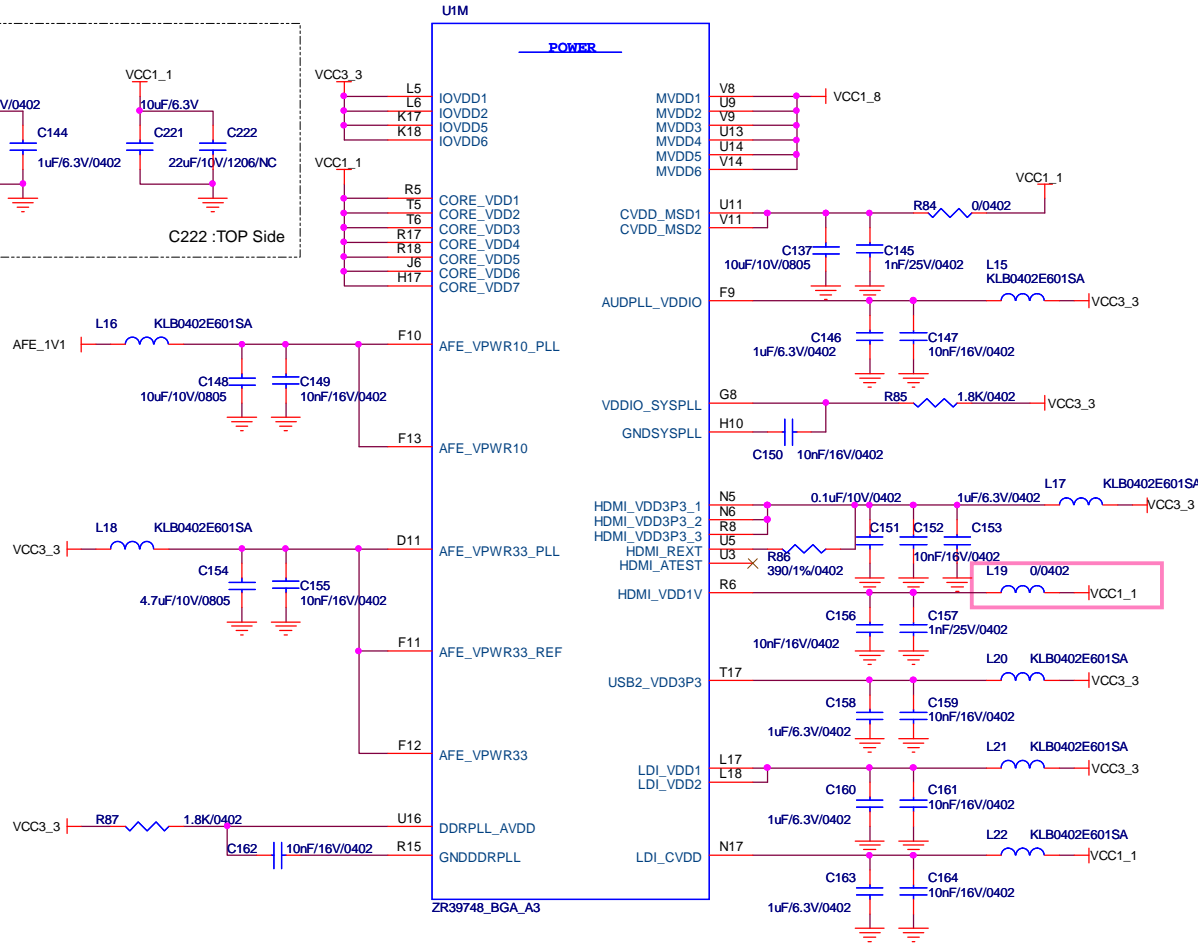 U1M
POWER
V/0402
C144
1uF/6.3V/0402
VCC1_1
10uF/6.3V
C221
C222
22uF/10V/1206/NC
C222 :TOP Side
VCC3_3
L5
IOVDD1
L6
IOVDD2
K17
IOVDD5
K18
IOVDD6
VCC1_1
R5
CORE_VDD1
T5
CORE_VDD2
T6
CORE_VDD3
R17
CORE_VDD4
R18
CORE_VDD5
J6
CORE_VDD6
H17
CORE_VDD7
AFE_1V1
L16
KLB0402E601SA
F10
AFE_VPWR10_PLL
C148
10uF/10V/0805
C149
10nF/16V/0402
F13
AFE_VPWR10
VCC3_3
L18
KLB0402E601SA
D11
AFE_VPWR33_PLL
C154
4.7uF/10V/0805
C155
10nF/16V/0402
F11
AFE_VPWR33_REF
F12
AFE_VPWR33
VCC3_3
R87
1.8K/0402
U16
DDRPLL_AVDD
C162
10nF/16V/0402
R15
GNDDDRPLL
ZR39748_BGA_A3
MVDD1
V8
MVDD2
U9
MVDD3
V9
MVDD4
U13
MVDD5
U14
MVDD6
V14
VCC1_8
CVDD_MSD1
U11
CVDD_MSD2
V11
R84
0/0402
VCC1_1
C137
10uF/10V/0805
C145
1nF/25V/0402
L15
KLB0402E601SA
AUDPLL_VDDIO
F9
VCC3_3
C146
1uF/6.3V/0402
C147
10nF/16V/0402
VDDIO_SYSPLL
G8
R85
1.8K/0402
VCC3_3
GNDSYSPLL
H10
C150
10nF/16V/0402
HDMI_VDD3P3_1
N5
HDMI_VDD3P3_2
N6
HDMI_VDD3P3_3
R8
HDMI_REXT
U5
HDMI_ATEST
U3
0.1uF/10V/0402
1uF/6.3V/0402
L17
KLB0402E601SA
VCC3_3
C151
C152
C153
10nF/16V/0402
R86
390/1%/0402
HDMI_VDD1V
R6
L19
0/0402
VCC1_1
C156
10nF/16V/0402
C157
1nF/25V/0402
USB2_VDD3P3
T17
L20
KLB0402E601SA
VCC3_3
C158
1uF/6.3V/0402
C159
10nF/16V/0402
LDI_VDD1
L17
LDI_VDD2
L18
L21
KLB0402E601SA
VCC3_3
C160
1uF/6.3V/0402
C161
10nF/16V/0402
LDI_CVDD
N17
L22
KLB0402E601SA
VCC1_1
C163
1uF/6.3V/0402
C164
10nF/16V/0402